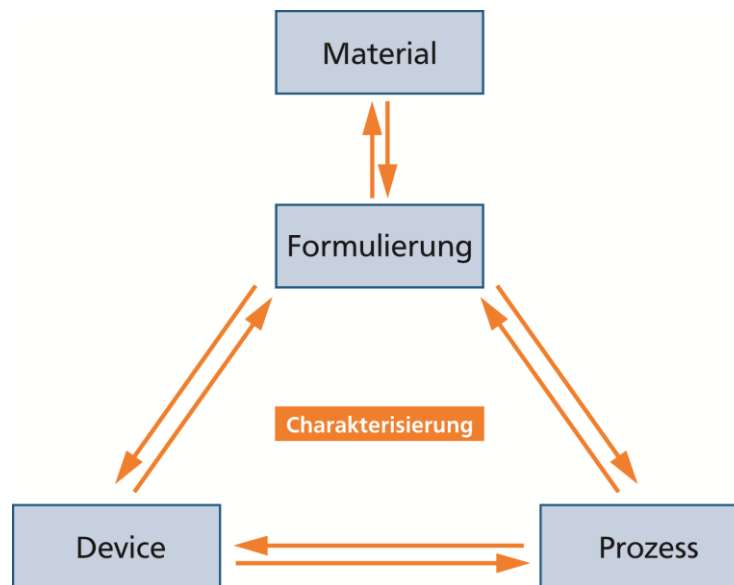 Material
Formulierung
Charakterisierung
Device
Prozess